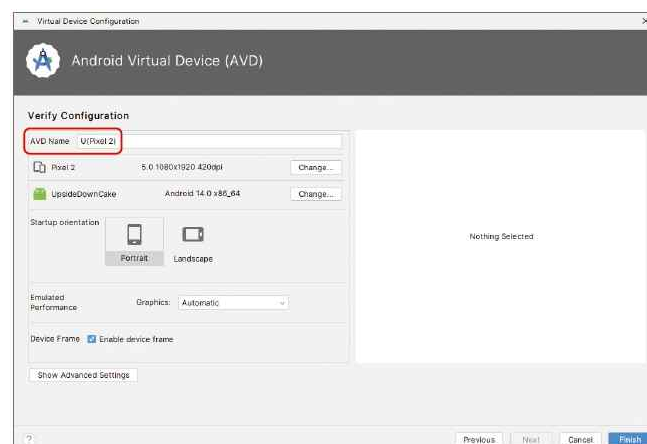 Virtual Device Configuration
Android Virtual Device (AVD)
Verify Configuration
AVD Name U(Pixel 2)
Pixel 2 5.0 1080x1920 420dpi Change...
UpsideDownCake Android 14.0 x86_64 Change...
Startup orientation
Portrait Landscape
Nothing Selected
Emulated
Performance
Graphics: Automatic
Device Frame Enable device frame
Show Advanced Settings
? Previous Next Cancel Finish